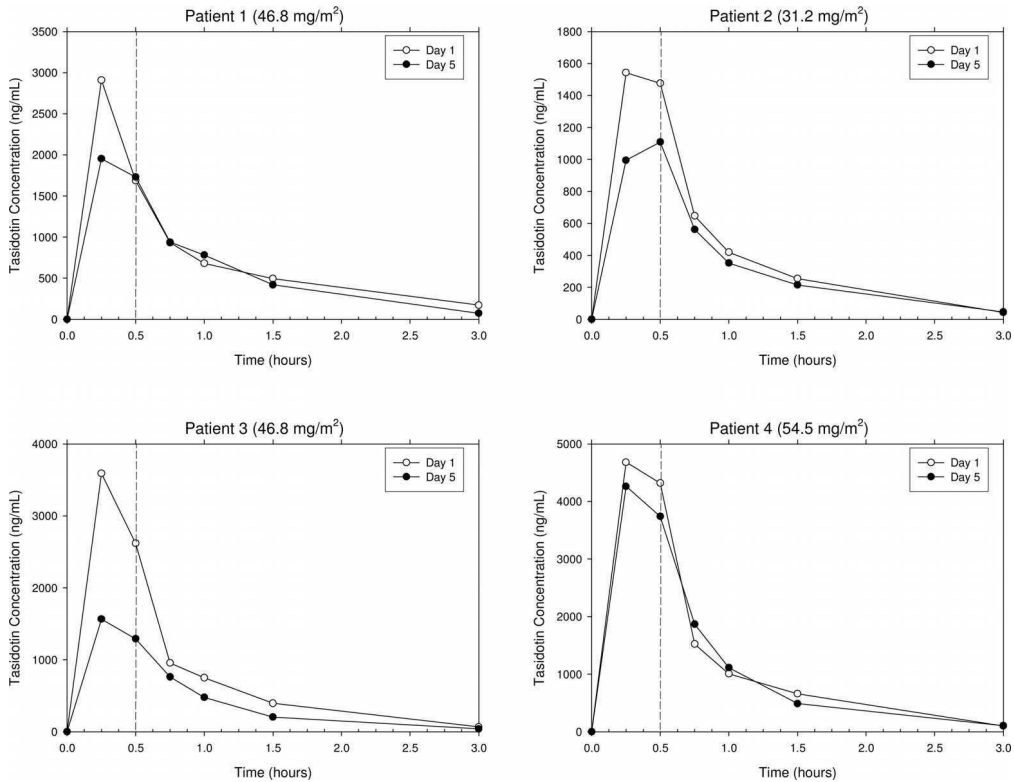 Patient 1 (46.8 mg/m²)
Tasidotin Concentration (ng/mL)
3500
3000
2500
2000
1500
1000
500
0
Day 1
Day 5
0.0 0.5 1.0 1.5 2.0 2.5 3.0
Time (hours)
Patient 2 (31.2 mg/m²)
Tasidotin Concentration (ng/mL)
1800
1600
1400
1200
1000
800
600
400
200
0
Day 1
Day 5
0.0 0.5 1.0 1.5 2.0 2.5 3.0
Time (hours)
Patient 3 (46.8 mg/m²)
Tasidotin Concentration (ng/mL)
4000
3000
2000
1000
0
Day 1
Day 5
0.0 0.5 1.0 1.5 2.0 2.5 3.0
Time (hours)
Patient 4 (54.5 mg/m²)
Tasidotin Concentration (ng/mL)
5000
4000
3000
2000
1000
0
Day 1
Day 5
0.0 0.5 1.0 1.5 2.0 2.5 3.0
Time (hours)